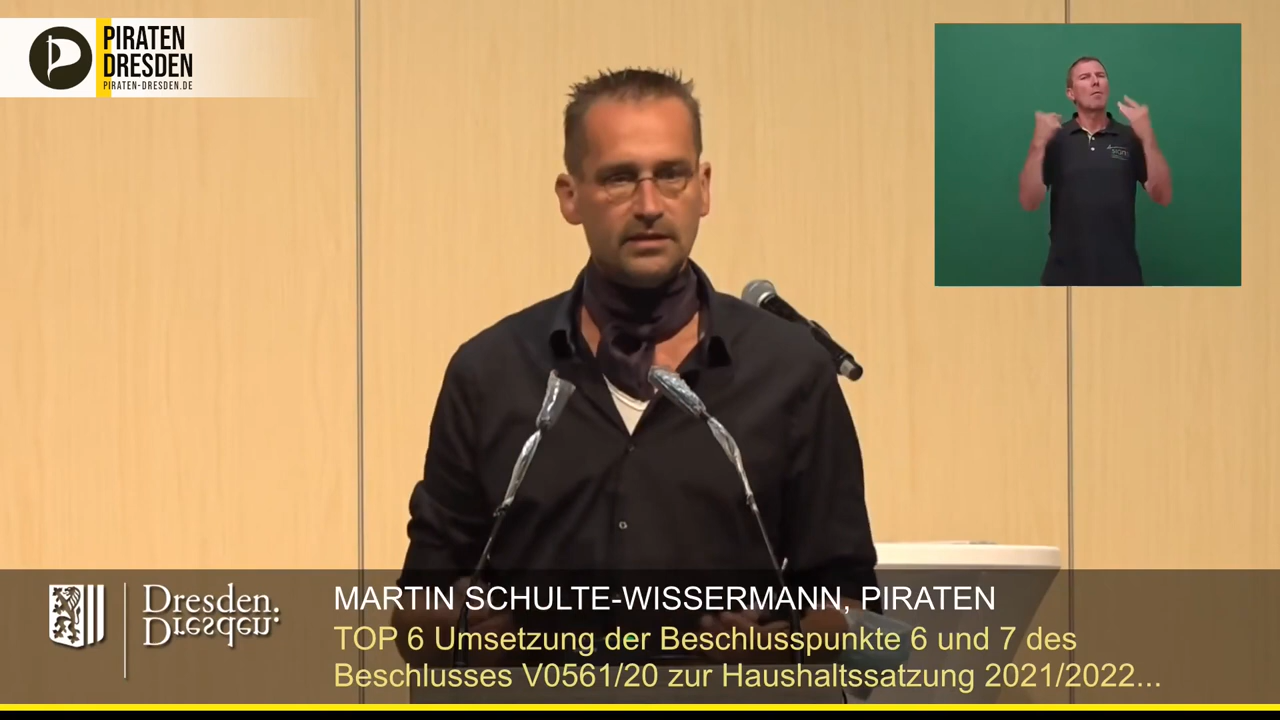 PIRATEN
DRESDEN
PIRATEN-DRESDEN.DE
Dresden.
Dresden.
MARTIN SCHULTE-WISSERMANN, PIRATEN
TOP 6 Umsetzung der Beschlusspunkte 6 und 7 des
Beschlusses V0561/20 zur Haushaltssatzung 2021/2022...